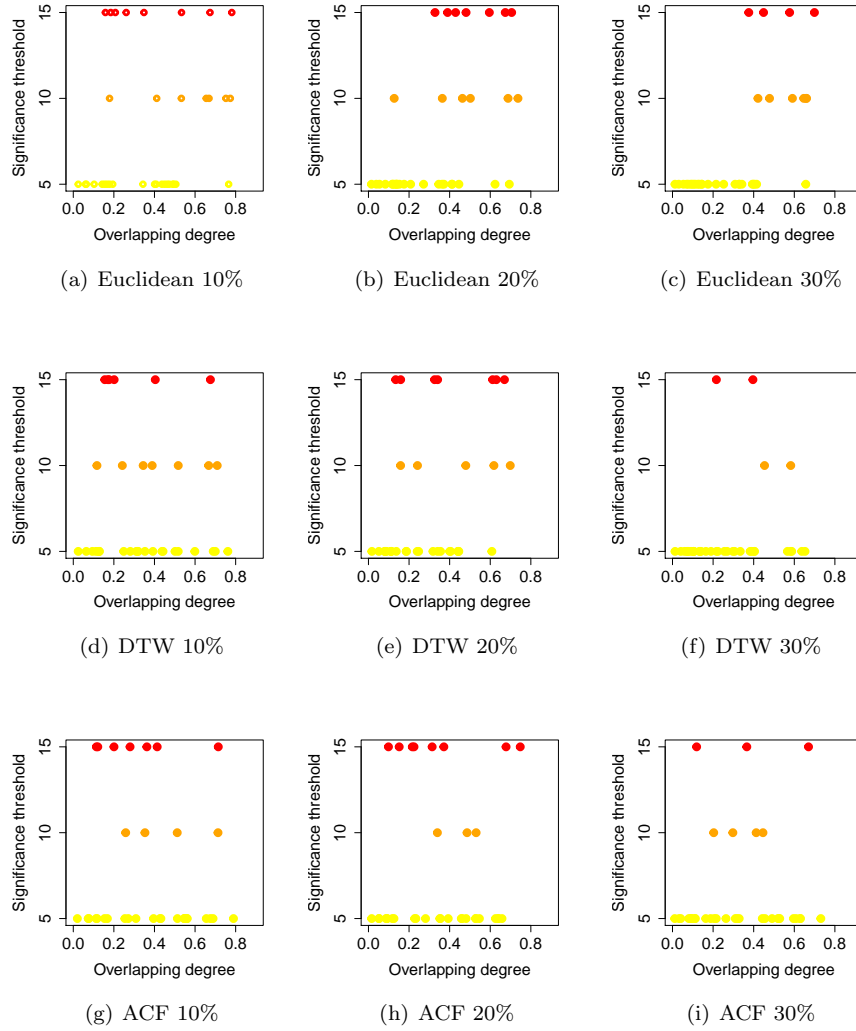 15
10
5
Significance threshold
0.0 0.2 0.4 0.6 0.8
Overlapping degree
(a) Euclidean 10%
15
10
5
Significance threshold
0.0 0.2 0.4 0.6 0.8
Overlapping degree
(b) Euclidean 20%
15
10
5
Significance threshold
0.0 0.2 0.4 0.6 0.8
Overlapping degree
(c) Euclidean 30%
15
10
5
Significance threshold
0.0 0.2 0.4 0.6 0.8
Overlapping degree
(d) DTW 10%
15
10
5
Significance threshold
0.0 0.2 0.4 0.6 0.8
Overlapping degree
(e) DTW 20%
15
10
5
Significance threshold
0.0 0.2 0.4 0.6 0.8
Overlapping degree
(f) DTW 30%
15
10
5
Significance threshold
0.0 0.2 0.4 0.6 0.8
Overlapping degree
(g) ACF 10%
15
10
5
Significance threshold
0.0 0.2 0.4 0.6 0.8
Overlapping degree
(h) ACF 20%
15
10
5
Significance threshold
0.0 0.2 0.4 0.6 0.8
Overlapping degree
(i) ACF 30%